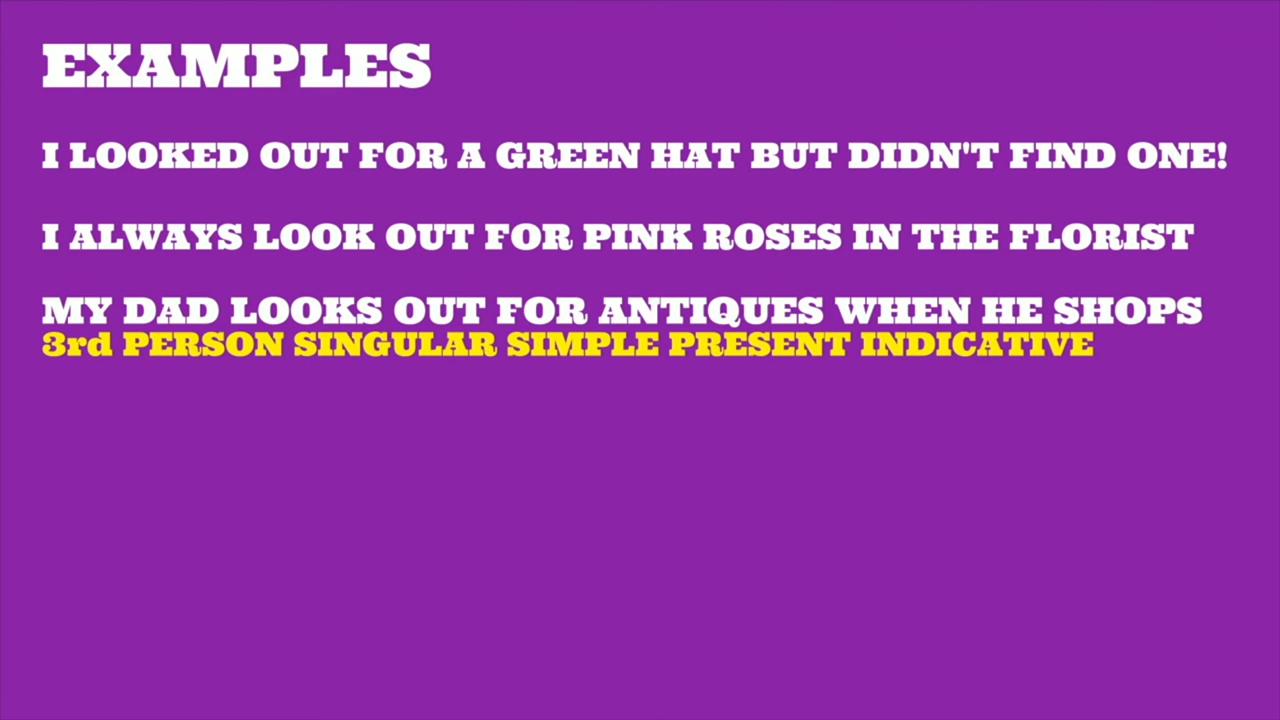 EXAMPLES
I LOOKED OUT FOR A GREEN HAT BUT DIDN'T FIND ONE!
I ALWAYS LOOK OUT FOR PINK ROSES IN THE FLORIST
MY DAD LOOKS OUT FOR ANTIQUES WHEN HE SHOPS
3rd PERSON SINGULAR SIMPLE PRESENT INDICATIVE